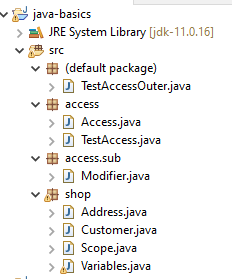 java-basics
JRE System Library [jdk-11.0.16]
src
(default package)
TestAccessOuter.java
access
Access.java
TestAccess.java
access.sub
Modifier.java
shop
Address.java
Customer.java
Scope.java
Variables.java